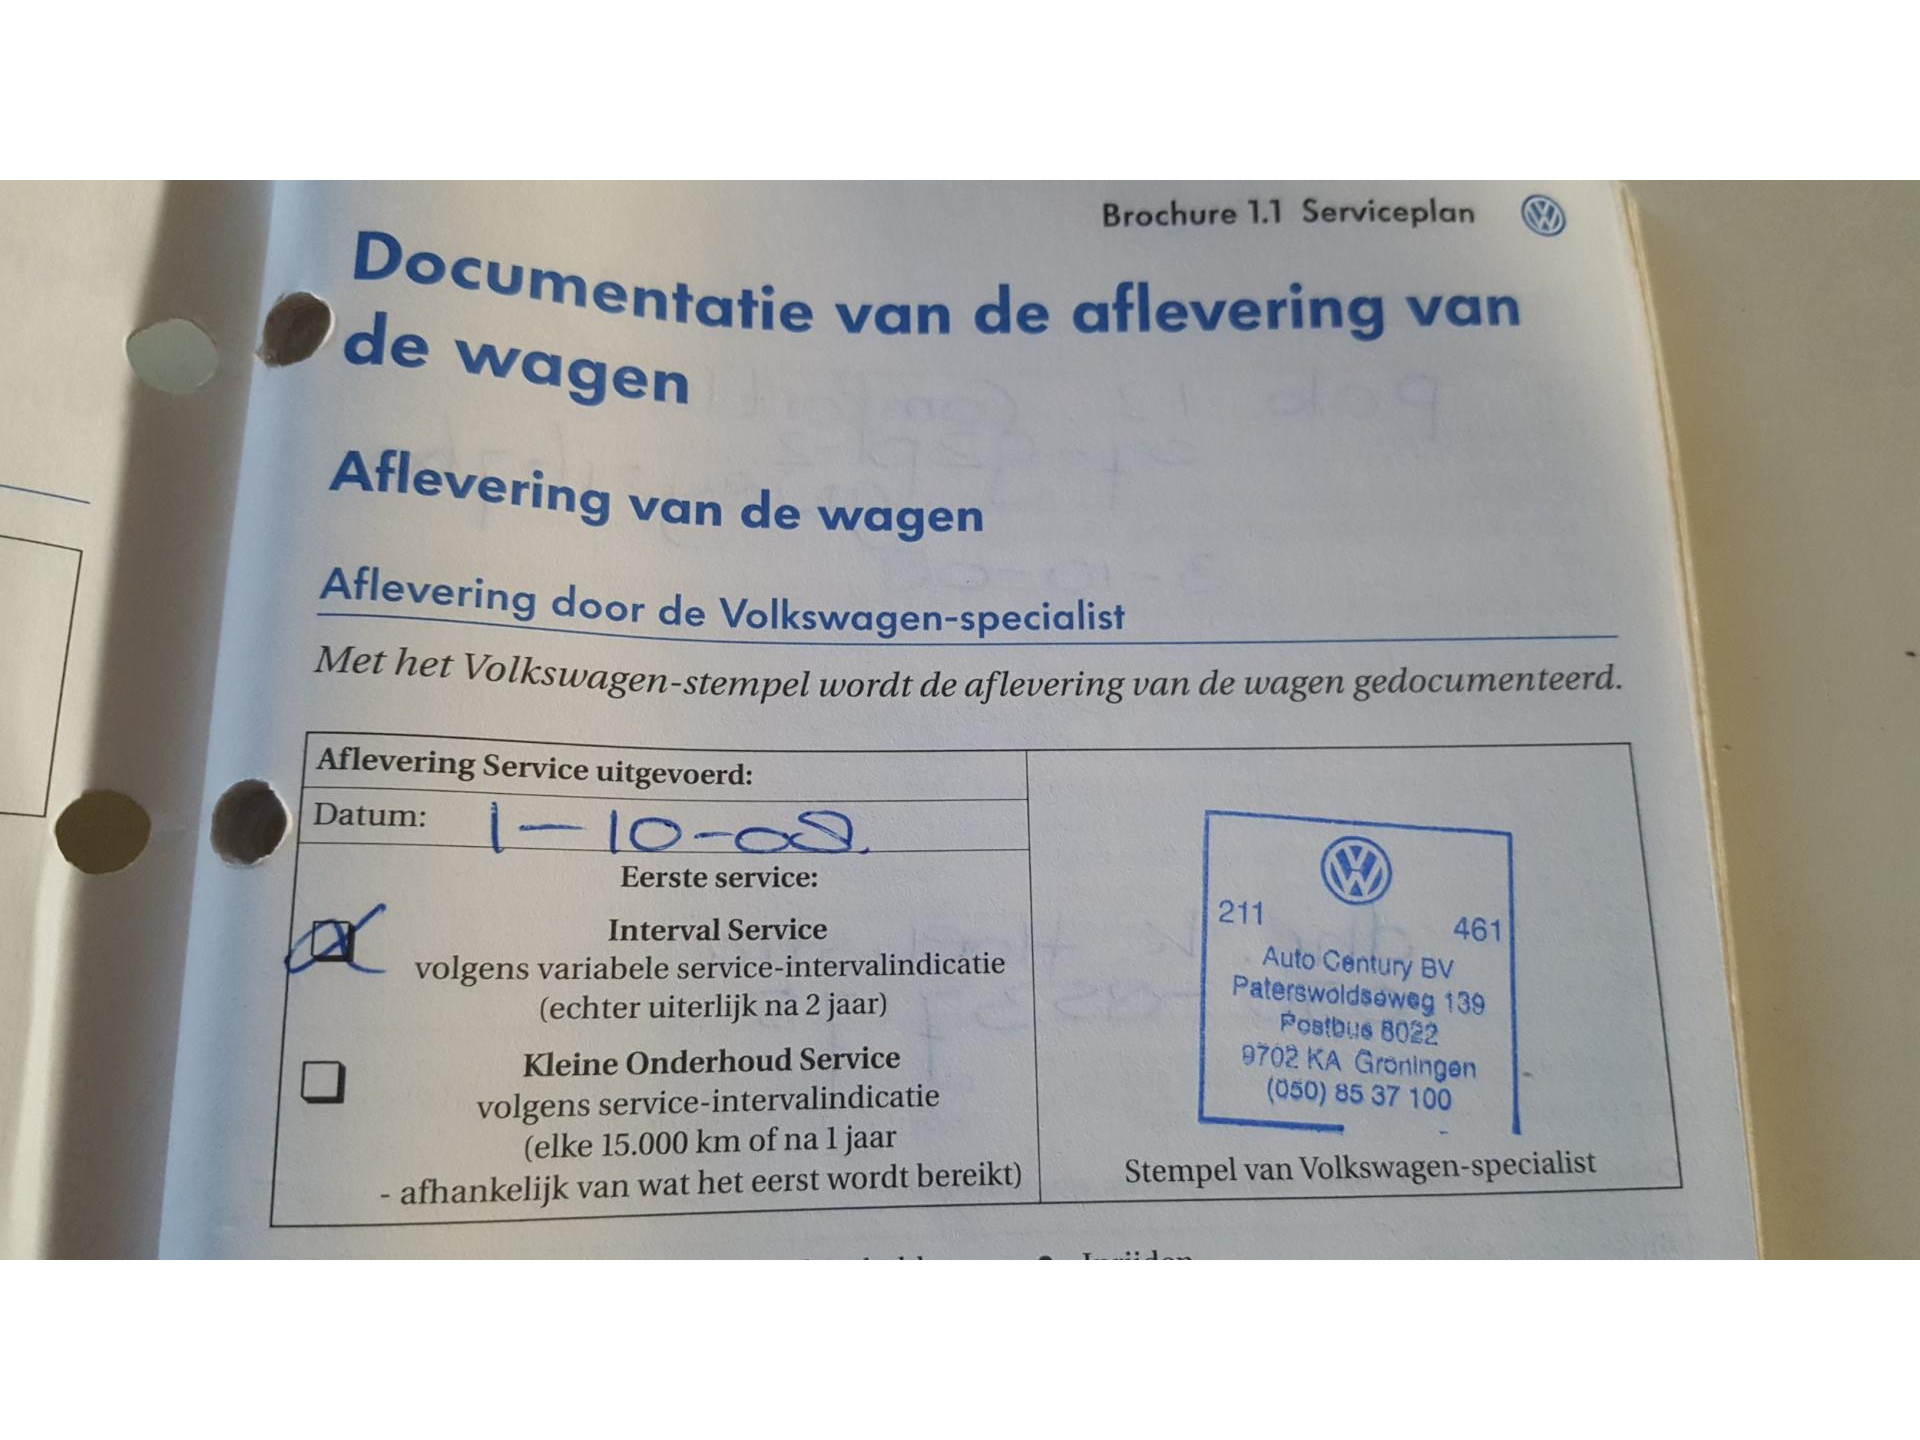 Brochure 1.1 Serviceplan
Documentatie van de aflevering van
de wagen
Aflevering van de wagen
Aflevering door de Volkswagen-specialist
Met het Volkswagen-stempel wordt de aflevering van de wagen gedocumenteerd.
Aflevering Service uitgevoerd:
Datum: 1-10-08.
Eerste service:
Interval Service
volgens variabele service-intervalindicatie
(echter uiterlijk na 2 jaar)
Kleine Onderhoud Service
volgens service-intervalindicatie
(elke 15.000 km of na 1 jaar
- afhankelijk van wat het eerst wordt bereikt)
211
461
Auto Century BV
Paterswoldseweg 139
Postbus 8022
9702 KA Groningen
(050) 85 37 100
Stempel van Volkswagen-specialist